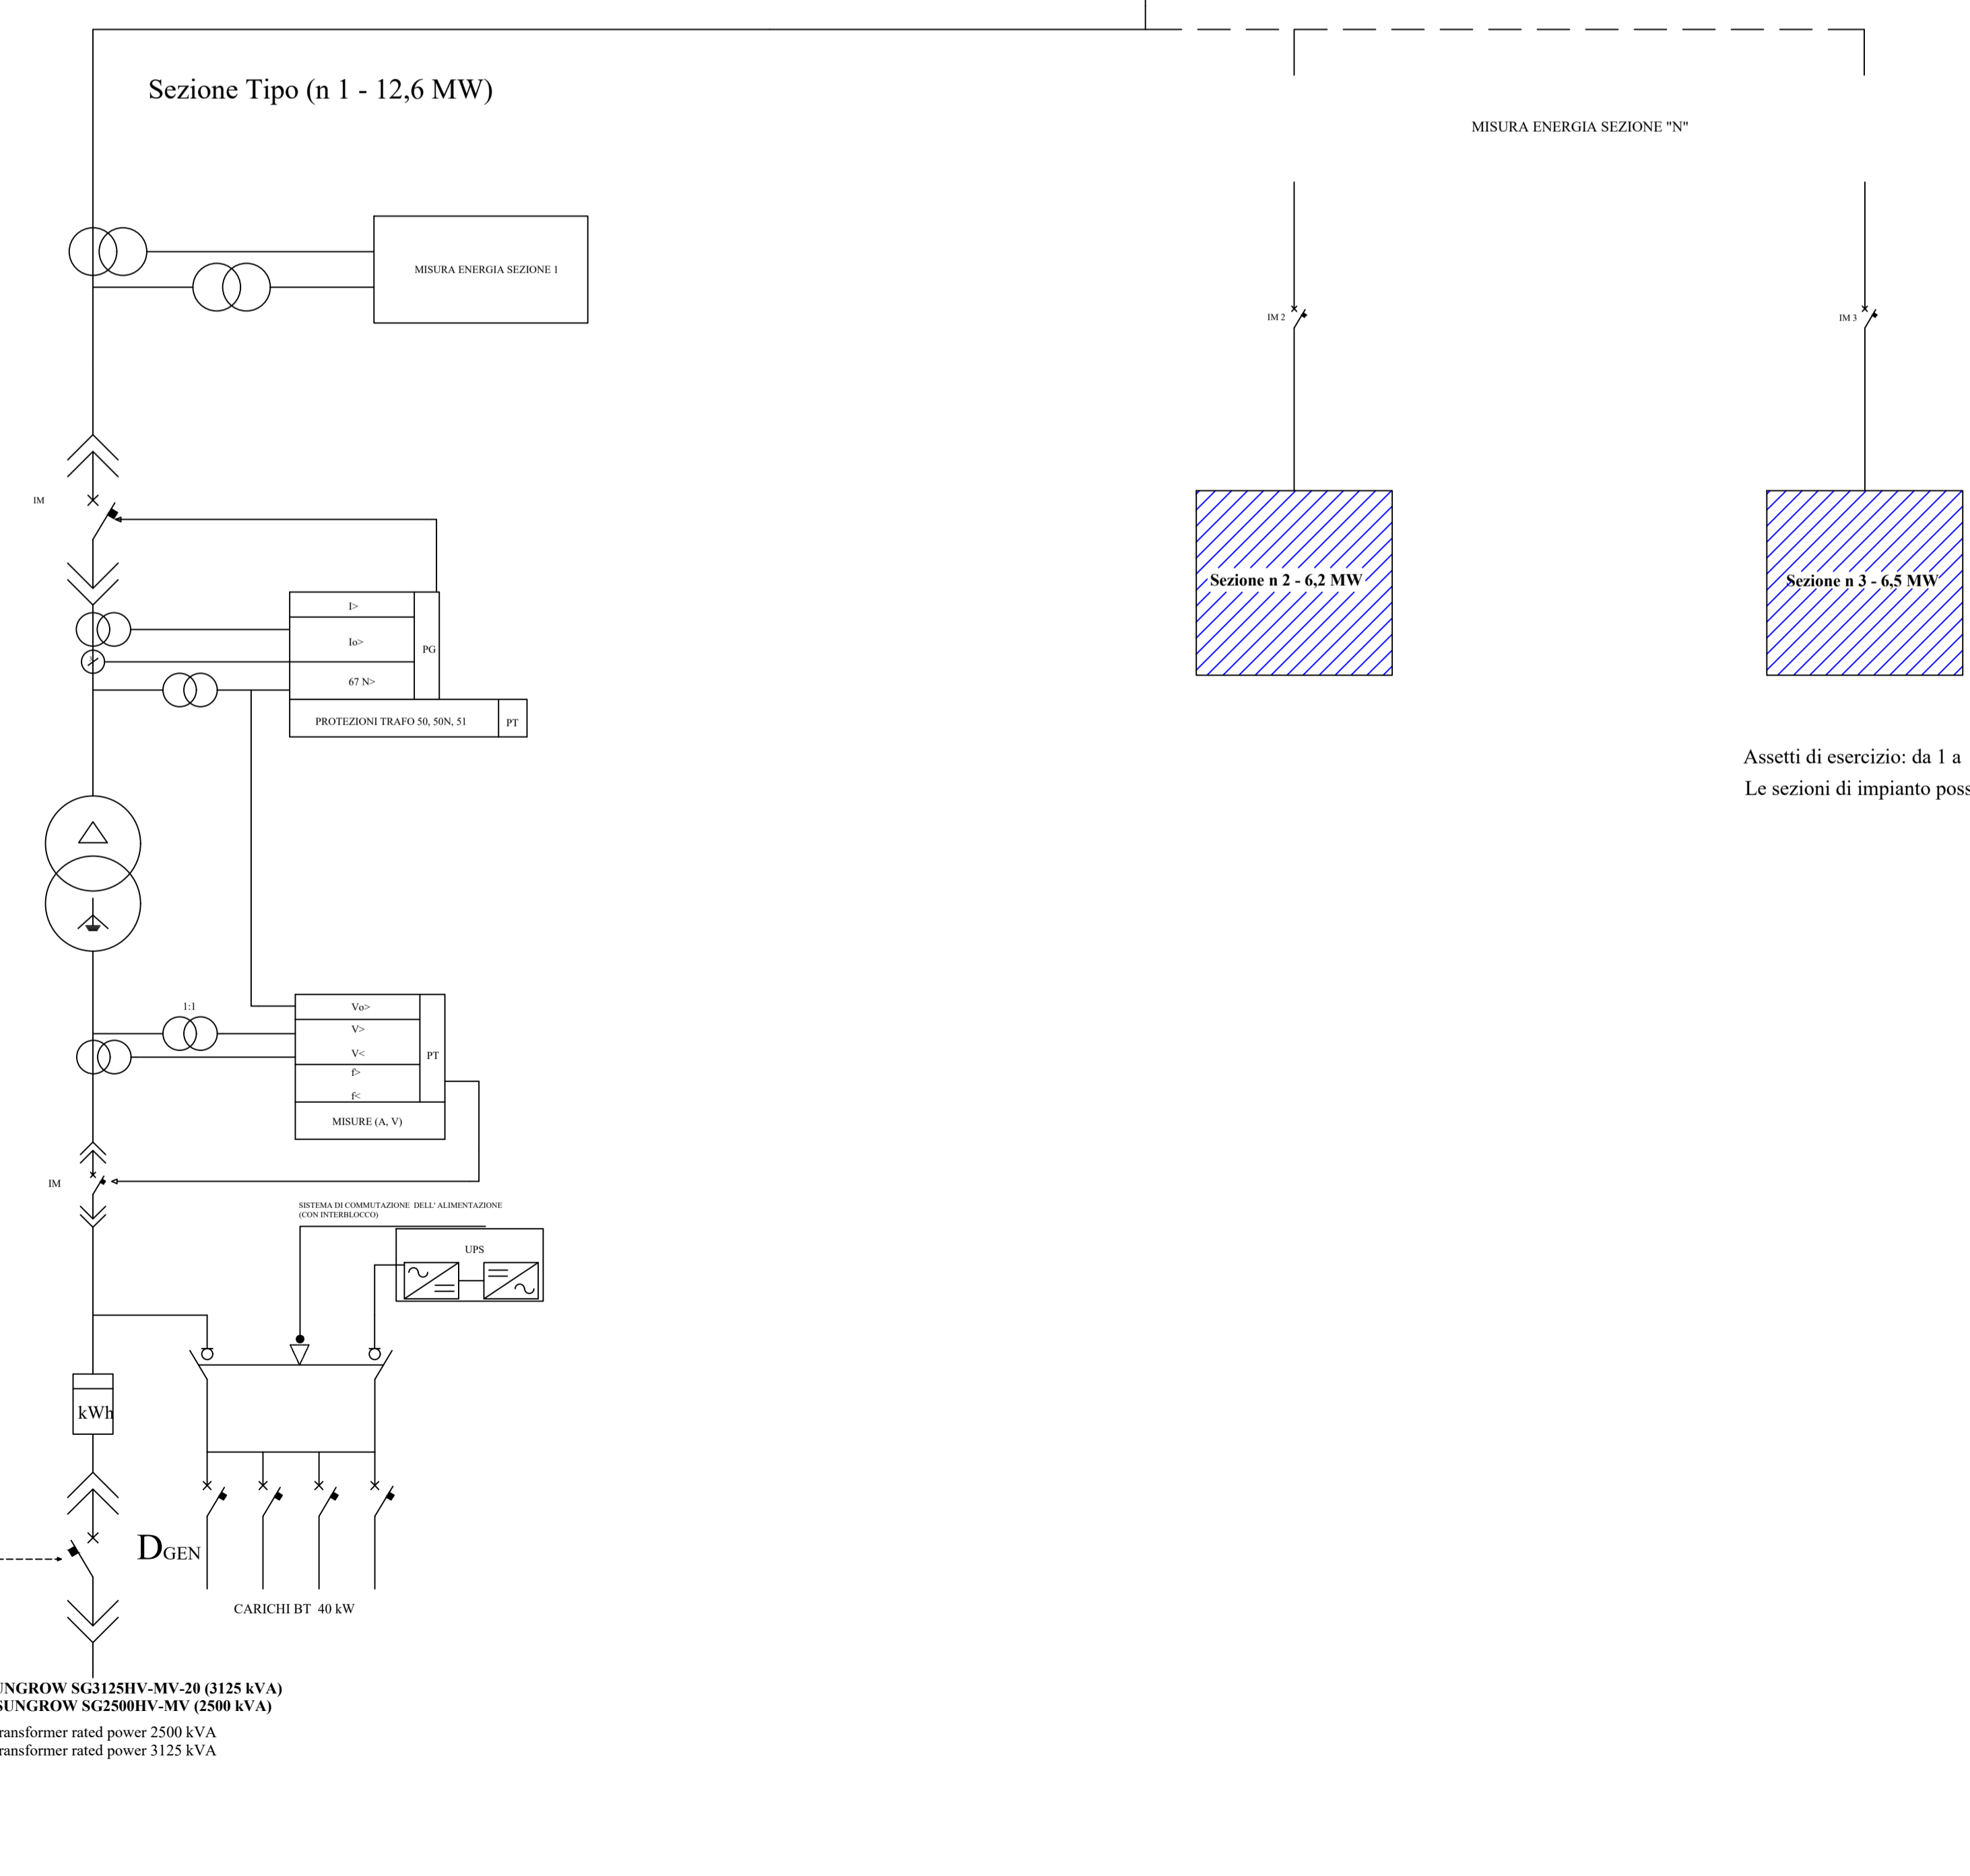 Sezione Tipo (n 1 - 12,6 MW)
MISURA ENERGIA SEZIONE "N"
MISURA ENERGIA SEZIONE 1
IM 2
IM 3
IM
Sezione n 2 - 6,2 MW
Sezione n 3 - 6,5 MW
I>
Io>
PG
67 N>
PROTEZIONI TRAFO 50, 50N, 51
PT
Assetti di esercizio: da 1 a
Le sezioni di impianto poss
1:1
Vo>
V>
V<
PT
f>
f<
MISURE (A, V)
IM
SISTEMA DI COMMUTAZIONE DELL' ALIMENTAZIONE
(CON INTERBLOCCO)
UPS
kWh
DGEN
CARICHI BT 40 kW
UNGROW SG3125HV-MV-20 (3125 kVA)
SUNGROW SG2500HV-MV (2500 kVA)
ransformer rated power 2500 kVA
ransformer rated power 3125 kVA